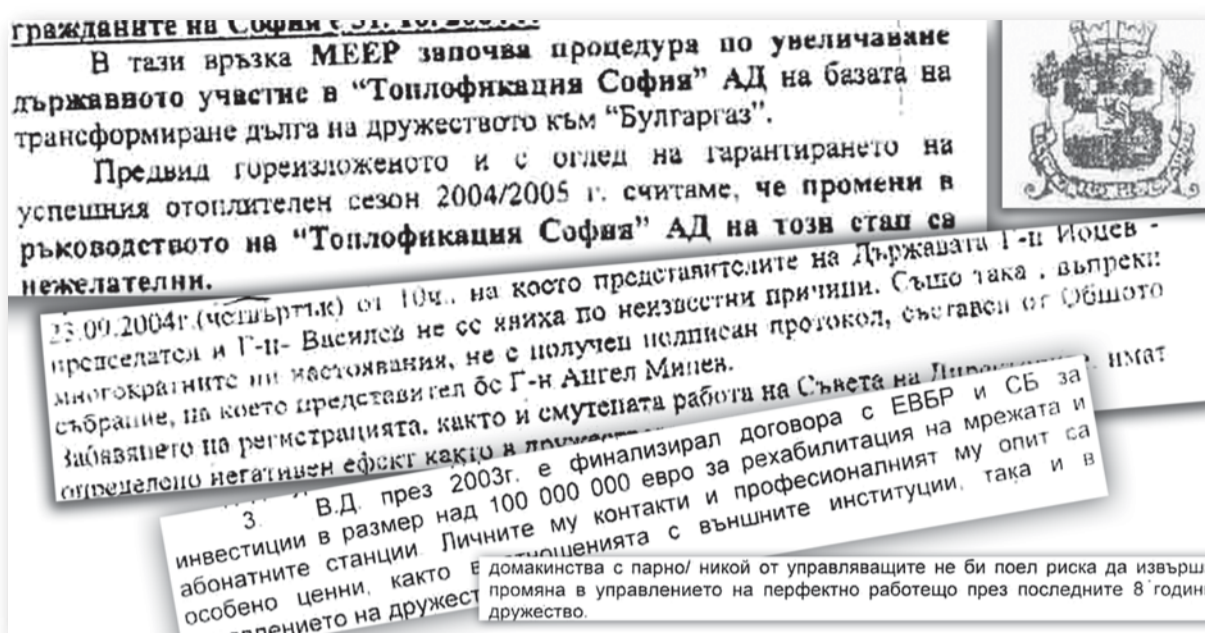 гражданите на София с 31.
В тази връзка МЕЕР започва процедура по увеличаване
държавното участие в “Топлофикация София” АД на базата на
трансформиране дълга на дружеството към “Булгаргаз”.
Предвид гореизложеното и с оглед на гарантирането на
успешния отоплителен сезон 2004/2005 г. считаме, че промени в
ръководството на “Топлофикация София” АД на този етап са
нежелателни.
23.09.2004г.(четвъртък) от 10ч., на което представителите на Държавата Г-н Йоцев -
председател и Г-н- Василев не се явиха по неизвестни причини. Също така , въпреки
многократните ни настоявания, не е получен подписан протокол, съставен от Общото
събрание, на което представител бе Г-н Ангел Минев.
Забавянето на регистрацията, както и смутената работа на Съвета на имат
определено негативен ефект както в
3. В.Д. през 2003г. е финализирал договора с ЕВБР и СБ за
инвестиции в размер над 100 000 000 евро за рехабилитация на мрежата и
абонатните станции. Личните му контакти и професионалният му опит са
особено ценни, както в отношенията с външните институции, така и в
на
домакинства с парно/ никой от управляващите не би поел риска да извърши
промяна в управлението на перфектно работещо през последните 8 години
дружество.